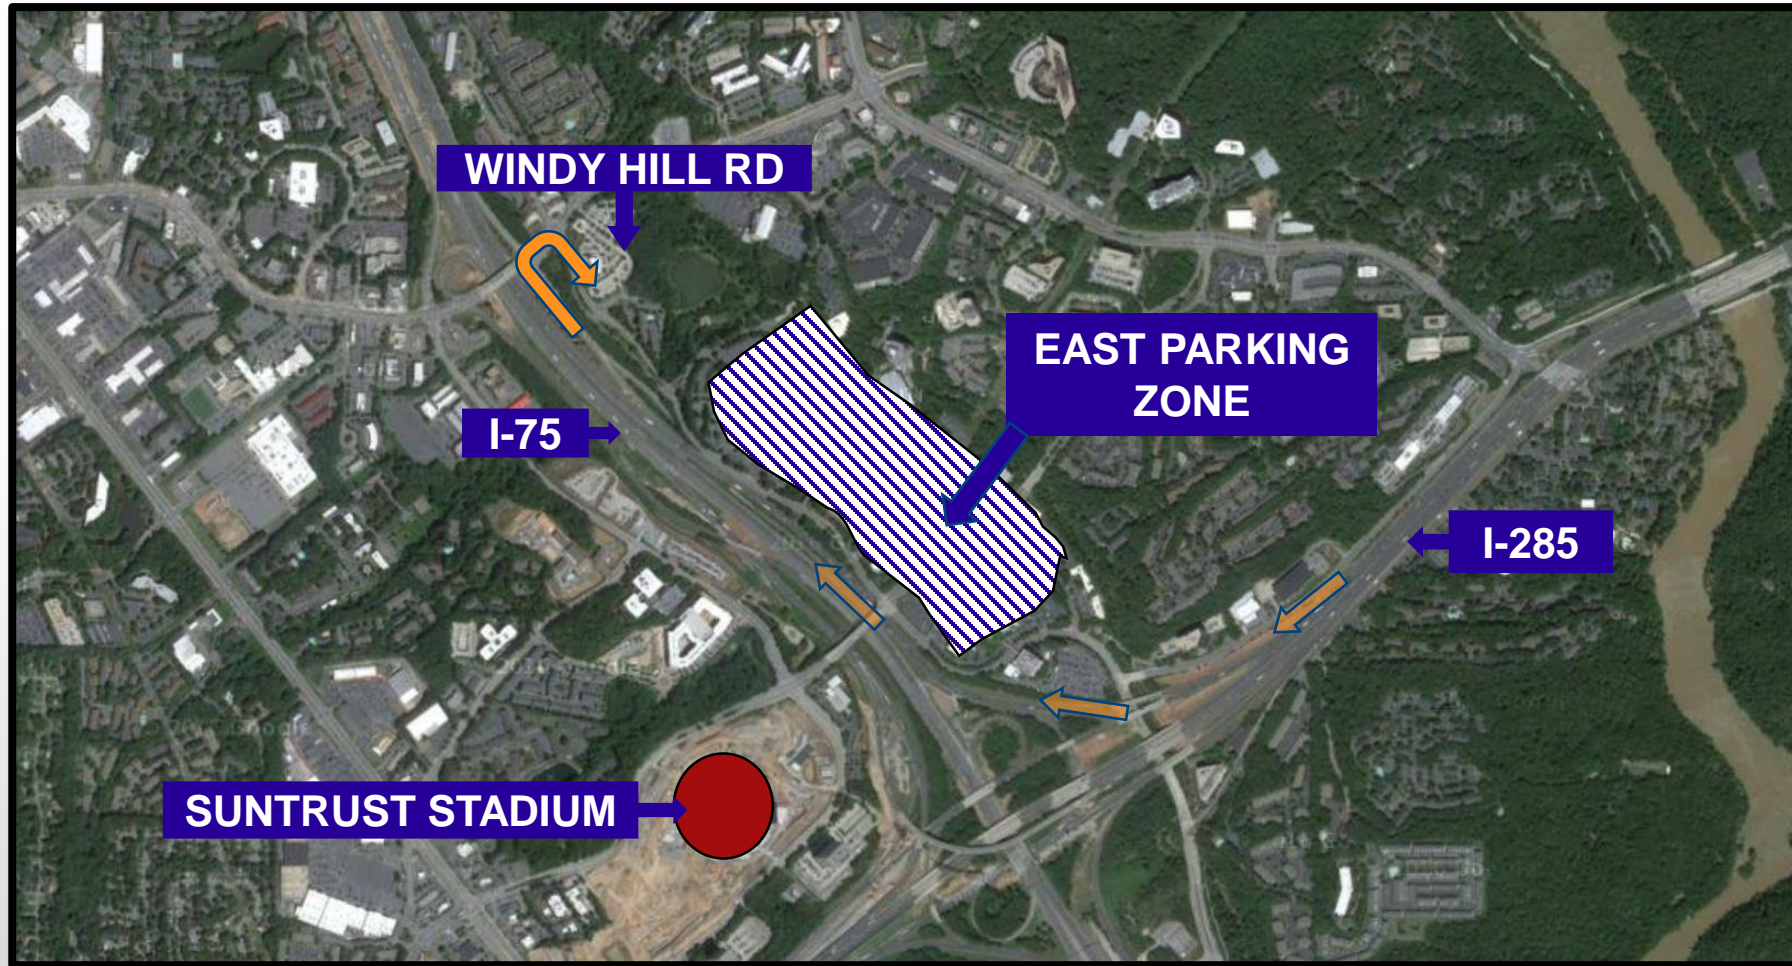 WINDY HILL RD
EAST PARKING
ZONE
I-75
I-285
SUNTRUST STADIUM